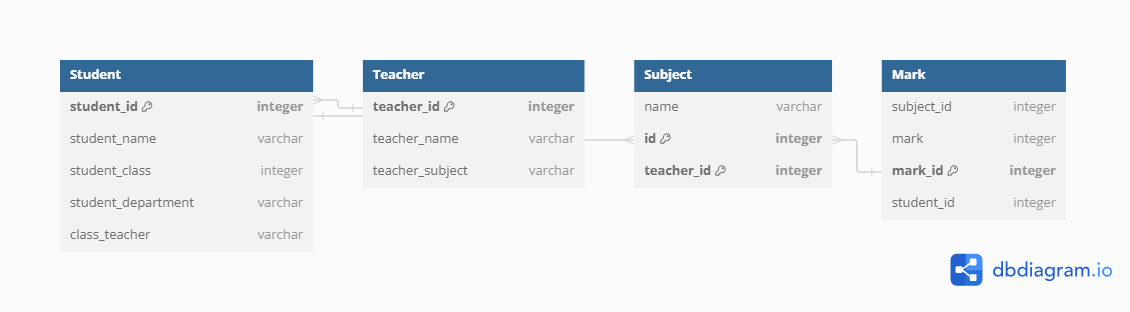 Student
student_id integer
student_name varchar
student_class integer
student_department varchar
class_teacher varchar
Teacher
teacher_id integer
teacher_name varchar
teacher_subject varchar
Subject
name varchar
id integer
teacher_id integer
Mark
subject_id integer
mark integer
mark_id integer
student_id integer
dbdiagram.io